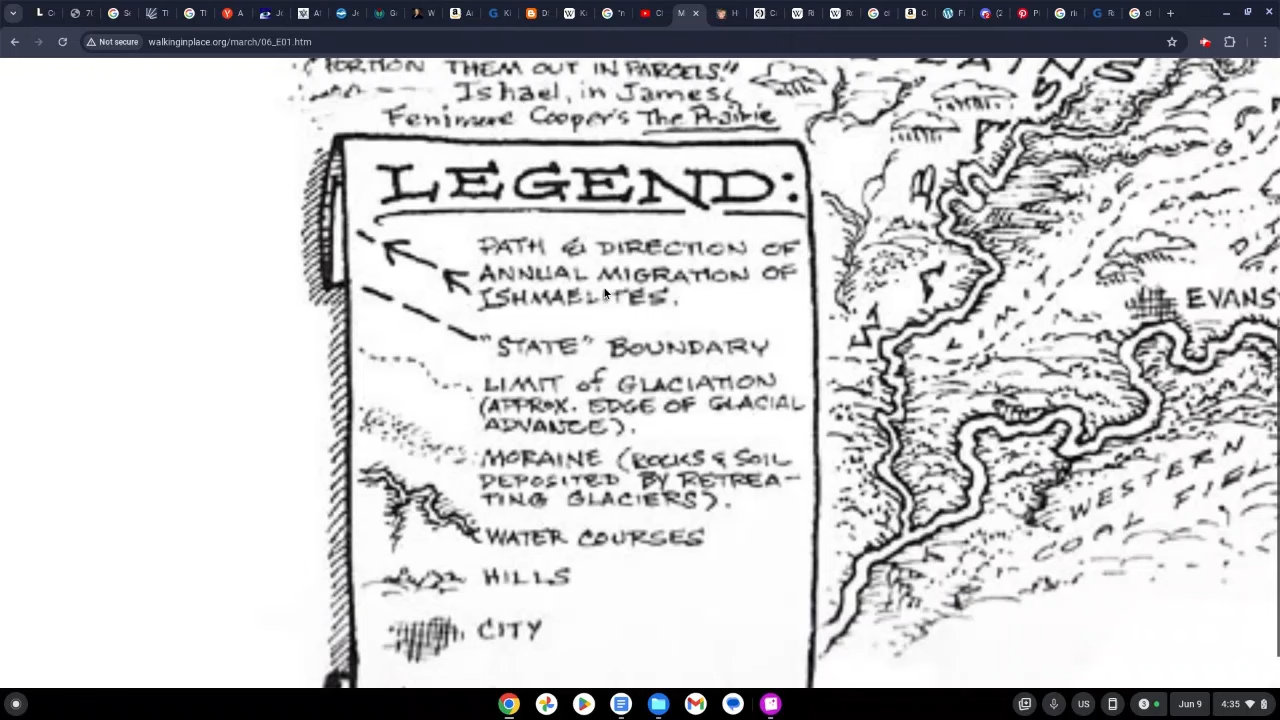 Not secure
walkinginplace.org/march/06_E01.htm
PORTION THEM OUT IN PARCELS."
Ishael, in James
Fenimore Cooper's The Prairie
LEGEND:
PATH & DIRECTION OF
ANNUAL MIGRATION OF
ISHMAELITES.
"STATE" BOUNDARY
LIMIT of GLACIATION
(APPROX. EDGE OF GLACIAL
ADVANCE).
MORAINE (ROCKS & SOIL
DEPOSITED BY RETREA-
TING GLACIERS).
WATER COURSES
HILLS
CITY
EVANS
WESTERN
COAL FIEL
US
3
Jun 9
4:35